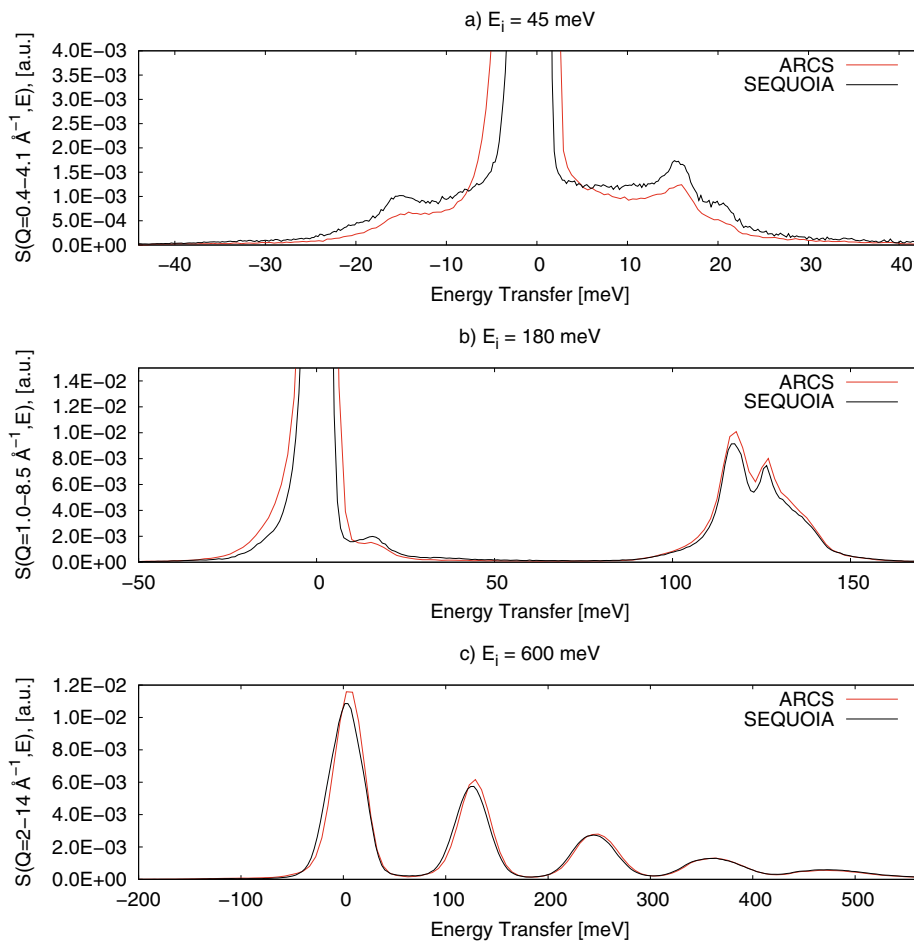 a) Eᵢ = 45 meV
S(Q=0.4−4.1 Å⁻¹,E), [a.u.]
4.0E−03
3.5E−03
3.0E−03
2.5E−03
2.0E−03
1.5E−03
1.0E−03
5.0E−04
0.0E+00
ARCS
SEQUOIA
−40 −30 −20 −10 0 10 20 30 40
Energy Transfer [meV]
b) Eᵢ = 180 meV
S(Q=1.0−8.5 Å⁻¹,E), [a.u.]
1.4E−02
1.2E−02
1.0E−02
8.0E−03
6.0E−03
4.0E−03
2.0E−03
0.0E+00
ARCS
SEQUOIA
−50 0 50 100 150
Energy Transfer [meV]
c) Eᵢ = 600 meV
S(Q=2−14 Å⁻¹,E), [a.u.]
1.2E−02
1.0E−02
8.0E−03
6.0E−03
4.0E−03
2.0E−03
0.0E+00
ARCS
SEQUOIA
−200 −100 0 100 200 300 400 500
Energy Transfer [meV]